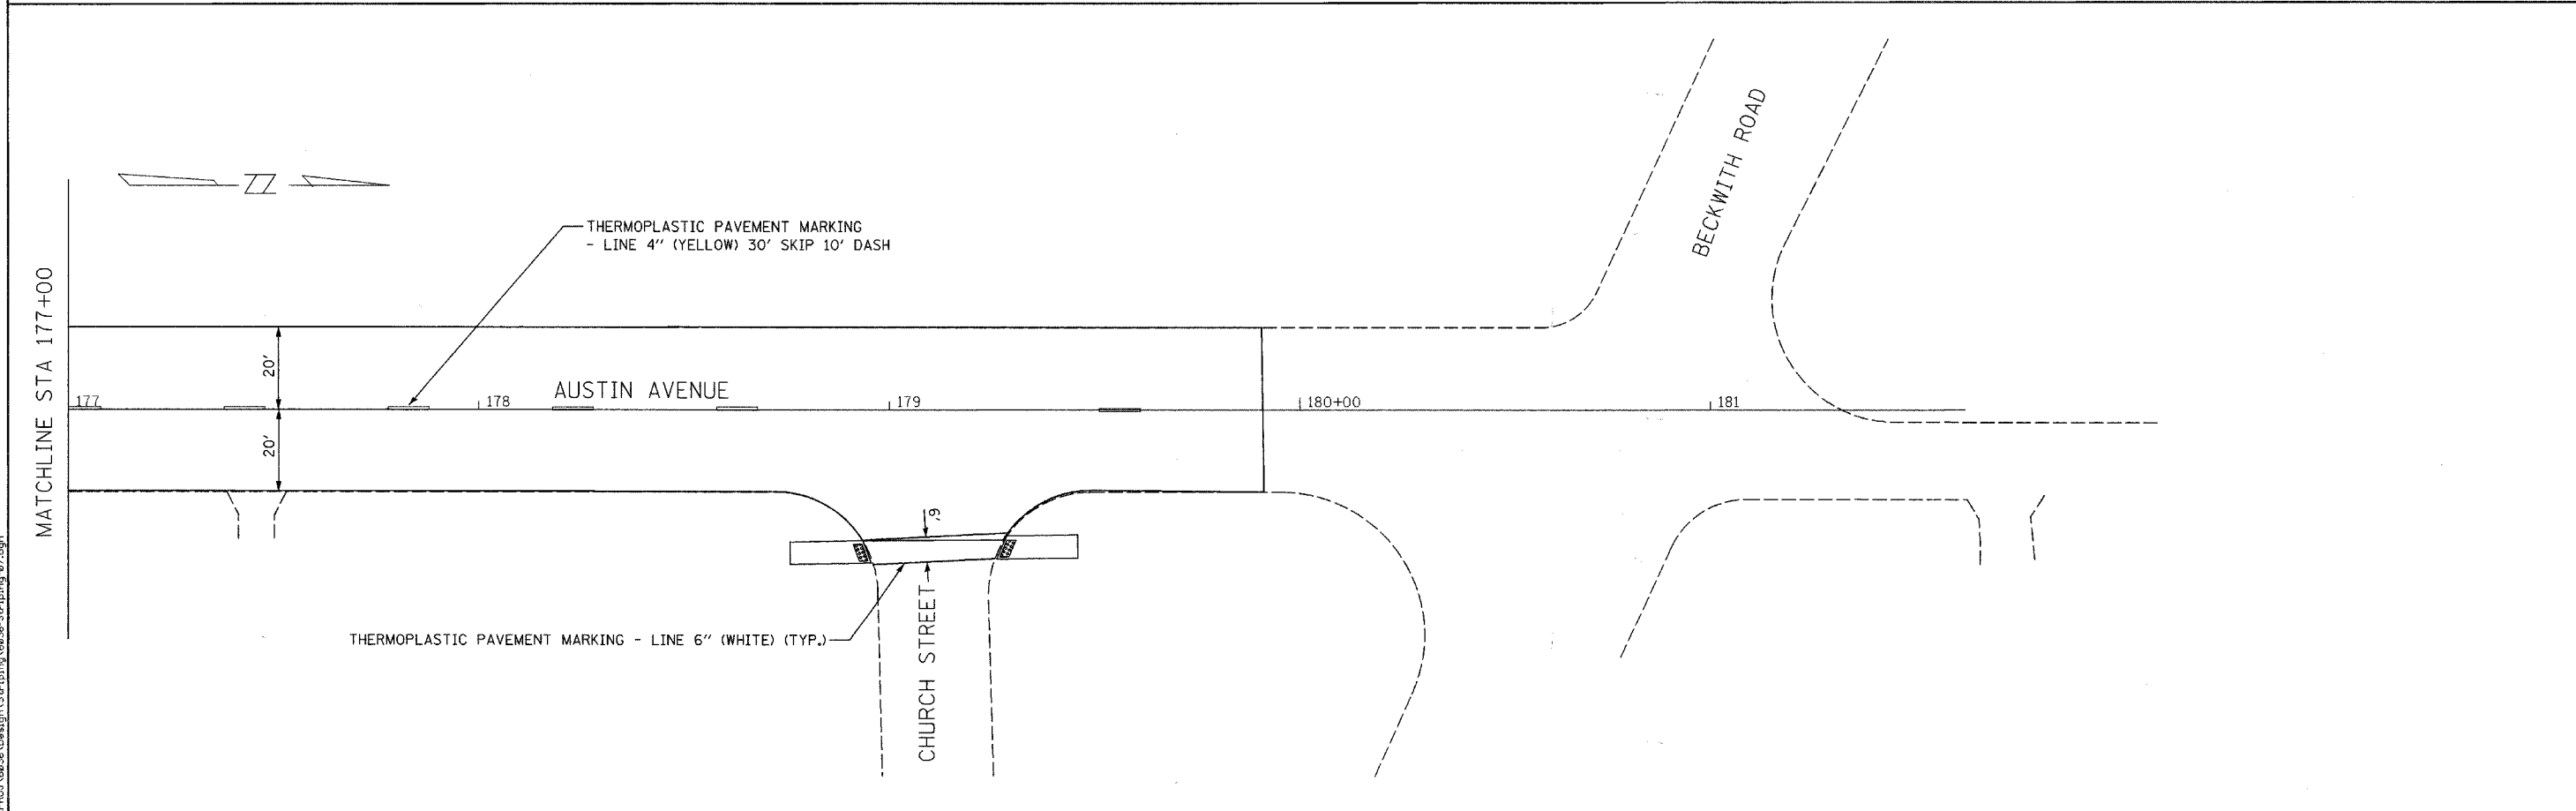 BECKWITH ROAD
THERMOPLASTIC PAVEMENT MARKING
- LINE 4" (YELLOW) 30' SKIP 10' DASH
MATCHLINE STA 177+00
20'
AUSTIN AVENUE
177
178
179
180+00
181
20'
6'
CHURCH STREET
THERMOPLASTIC PAVEMENT MARKING - LINE 6" (WHITE) (TYP.)